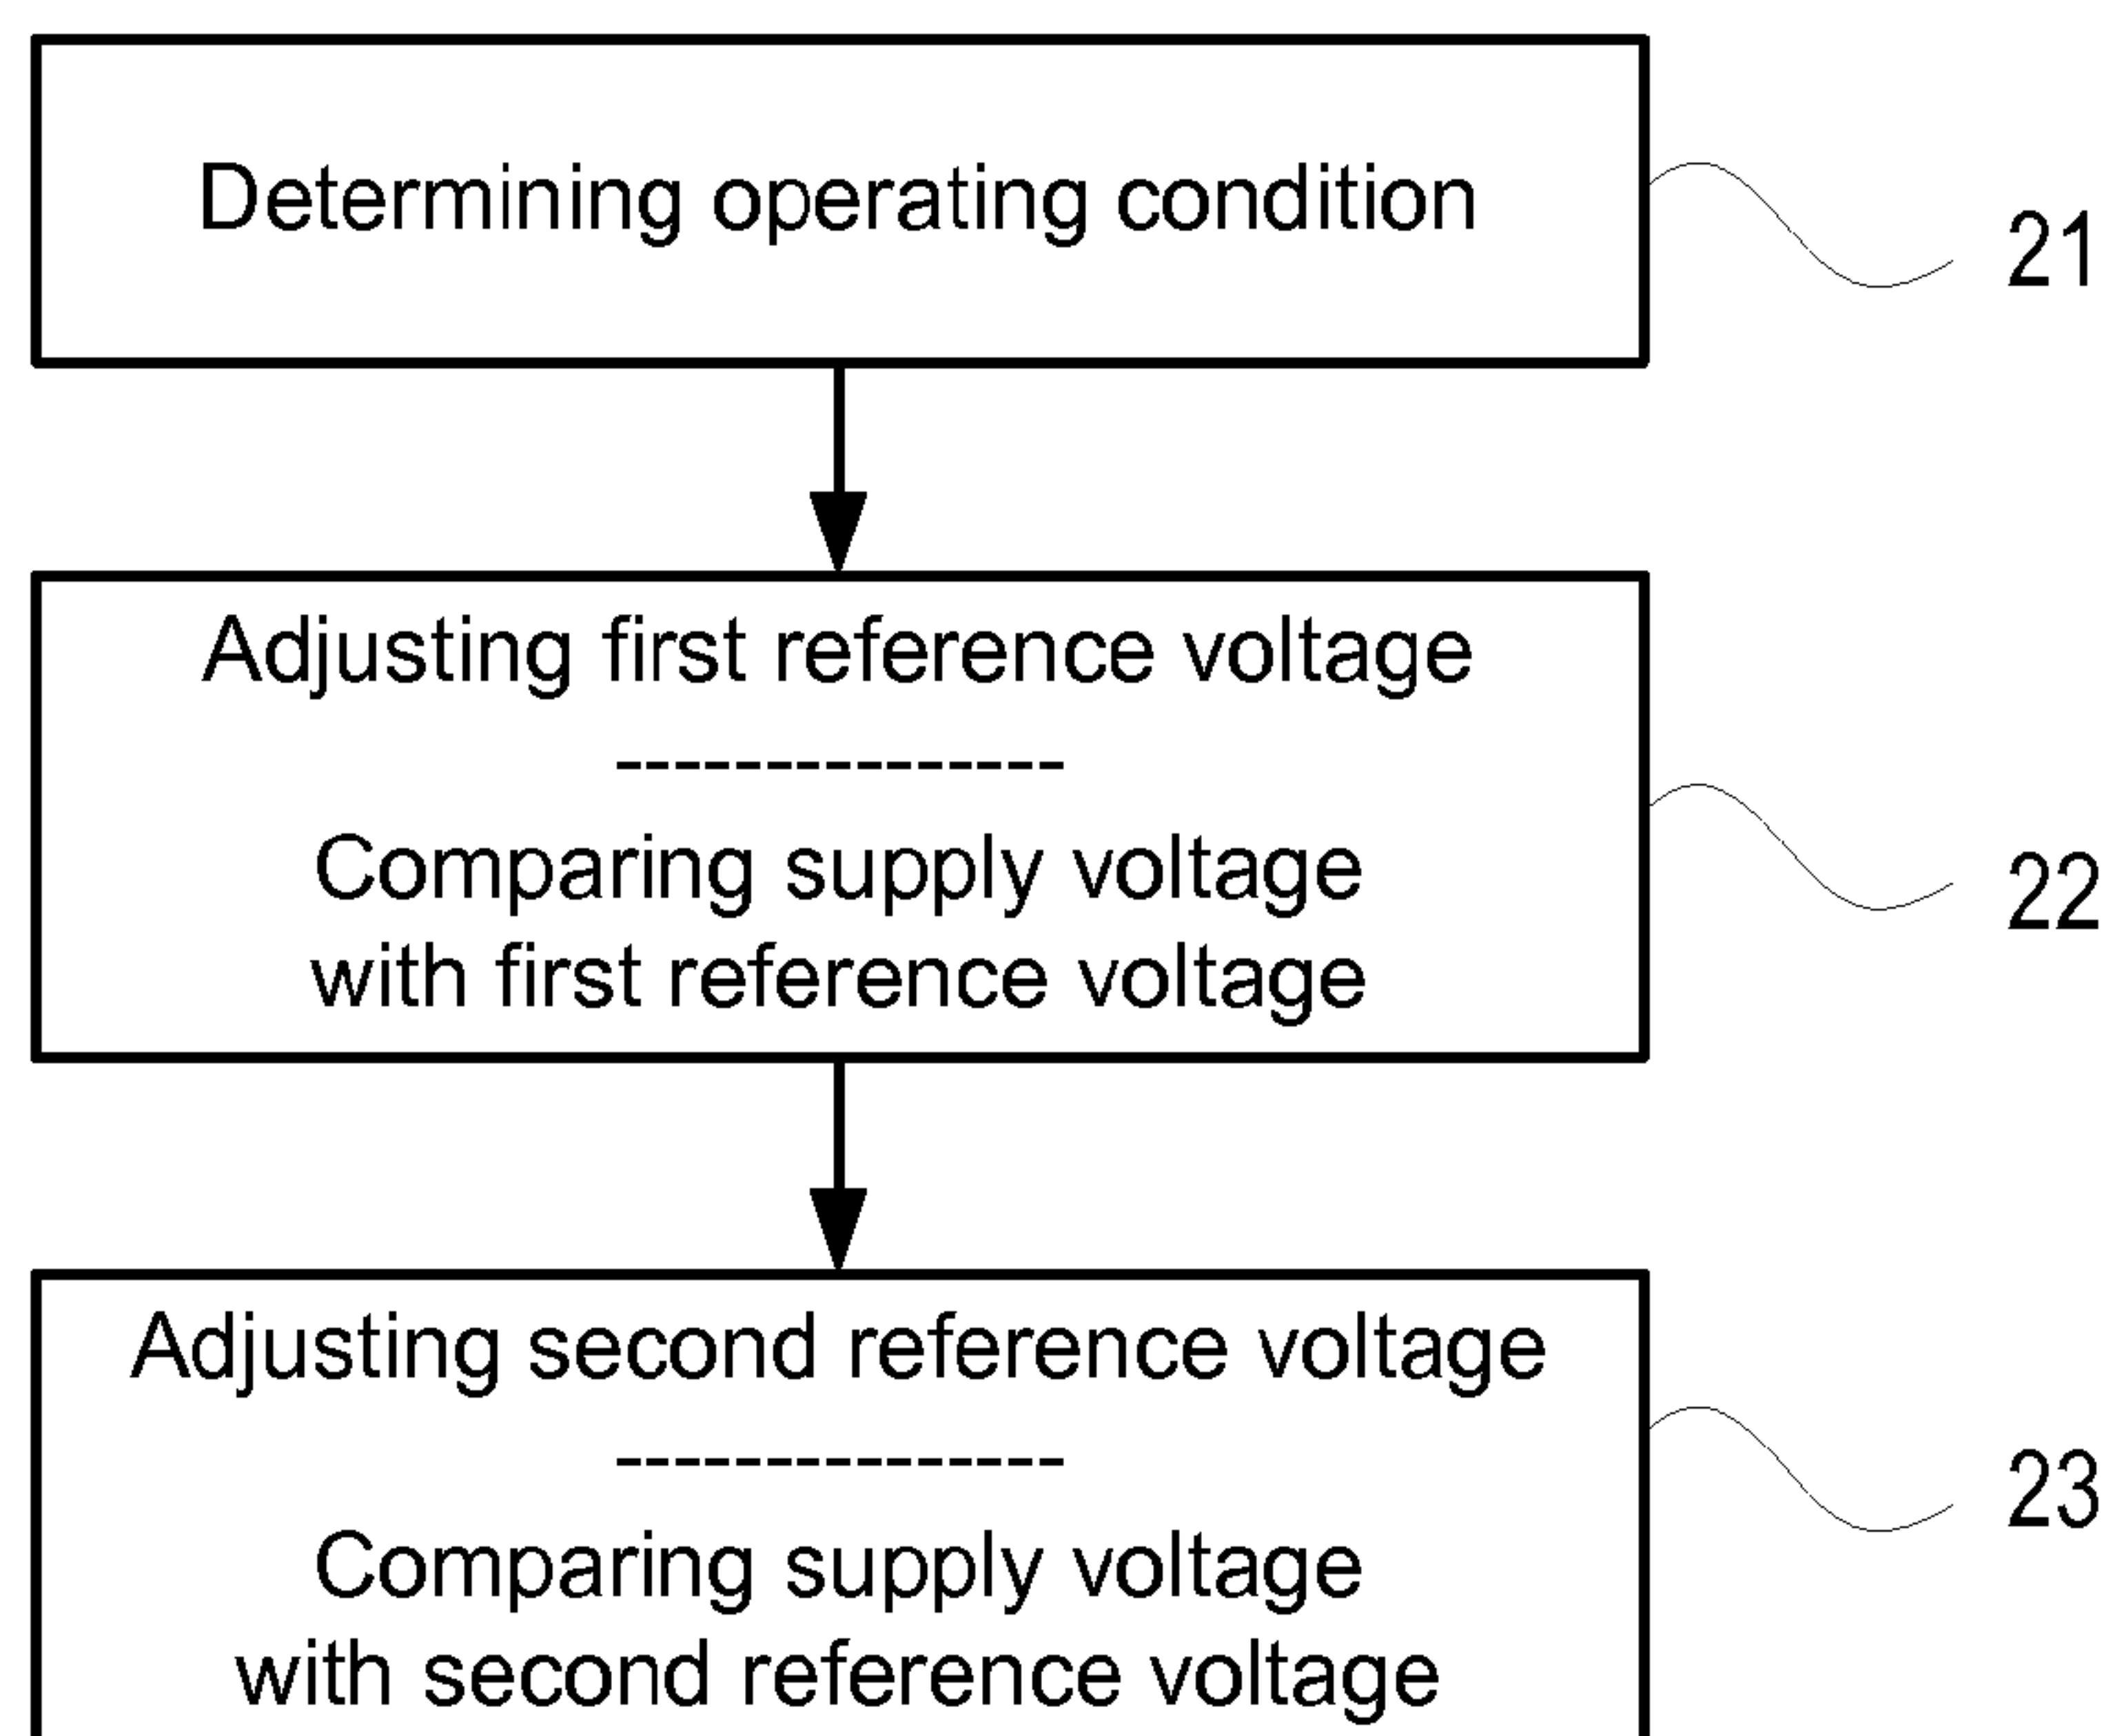 Determining operating condition
21
Adjusting first reference voltage
---------------
Comparing supply voltage
with first reference voltage
22
Adjusting second reference voltage
---------------
Comparing supply voltage
with second reference voltage
23